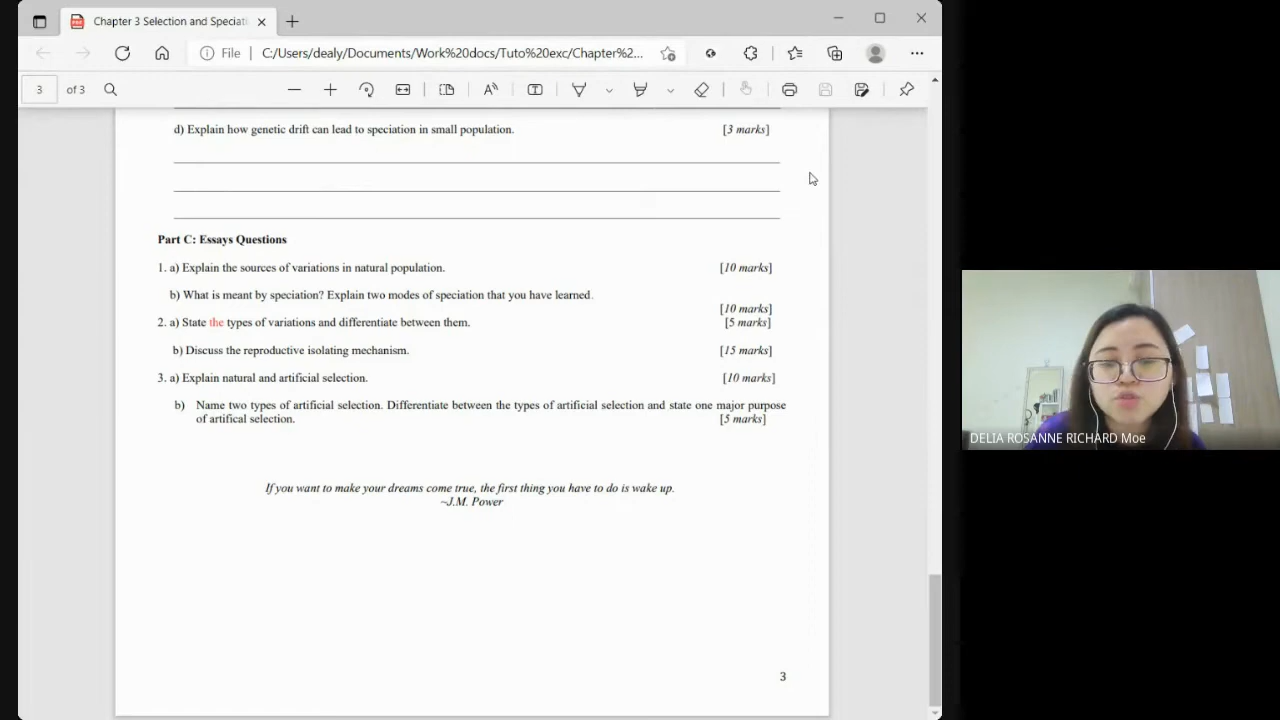 Chapter 3 Selection and Speciati
File
C:/Users/dealy/Documents/Work%20docs/Tuto%20exc/Chapter%2...
3 of 3
d) Explain how genetic drift can lead to speciation in small population. [3 marks]
Part C: Essays Questions
1. a) Explain the sources of variations in natural population. [10 marks]
b) What is meant by speciation? Explain two modes of speciation that you have learned.
[10 marks]
2. a) State the types of variations and differentiate between them. [5 marks]
b) Discuss the reproductive isolating mechanism. [15 marks]
3. a) Explain natural and artificial selection. [10 marks]
b) Name two types of artificial selection. Differentiate between the types of artificial selection and state one major purpose
of artifical selection. [5 marks]
If you want to make your dreams come true, the first thing you have to do is wake up.
~J.M. Power
3
DELIA ROSANNE RICHARD Moe